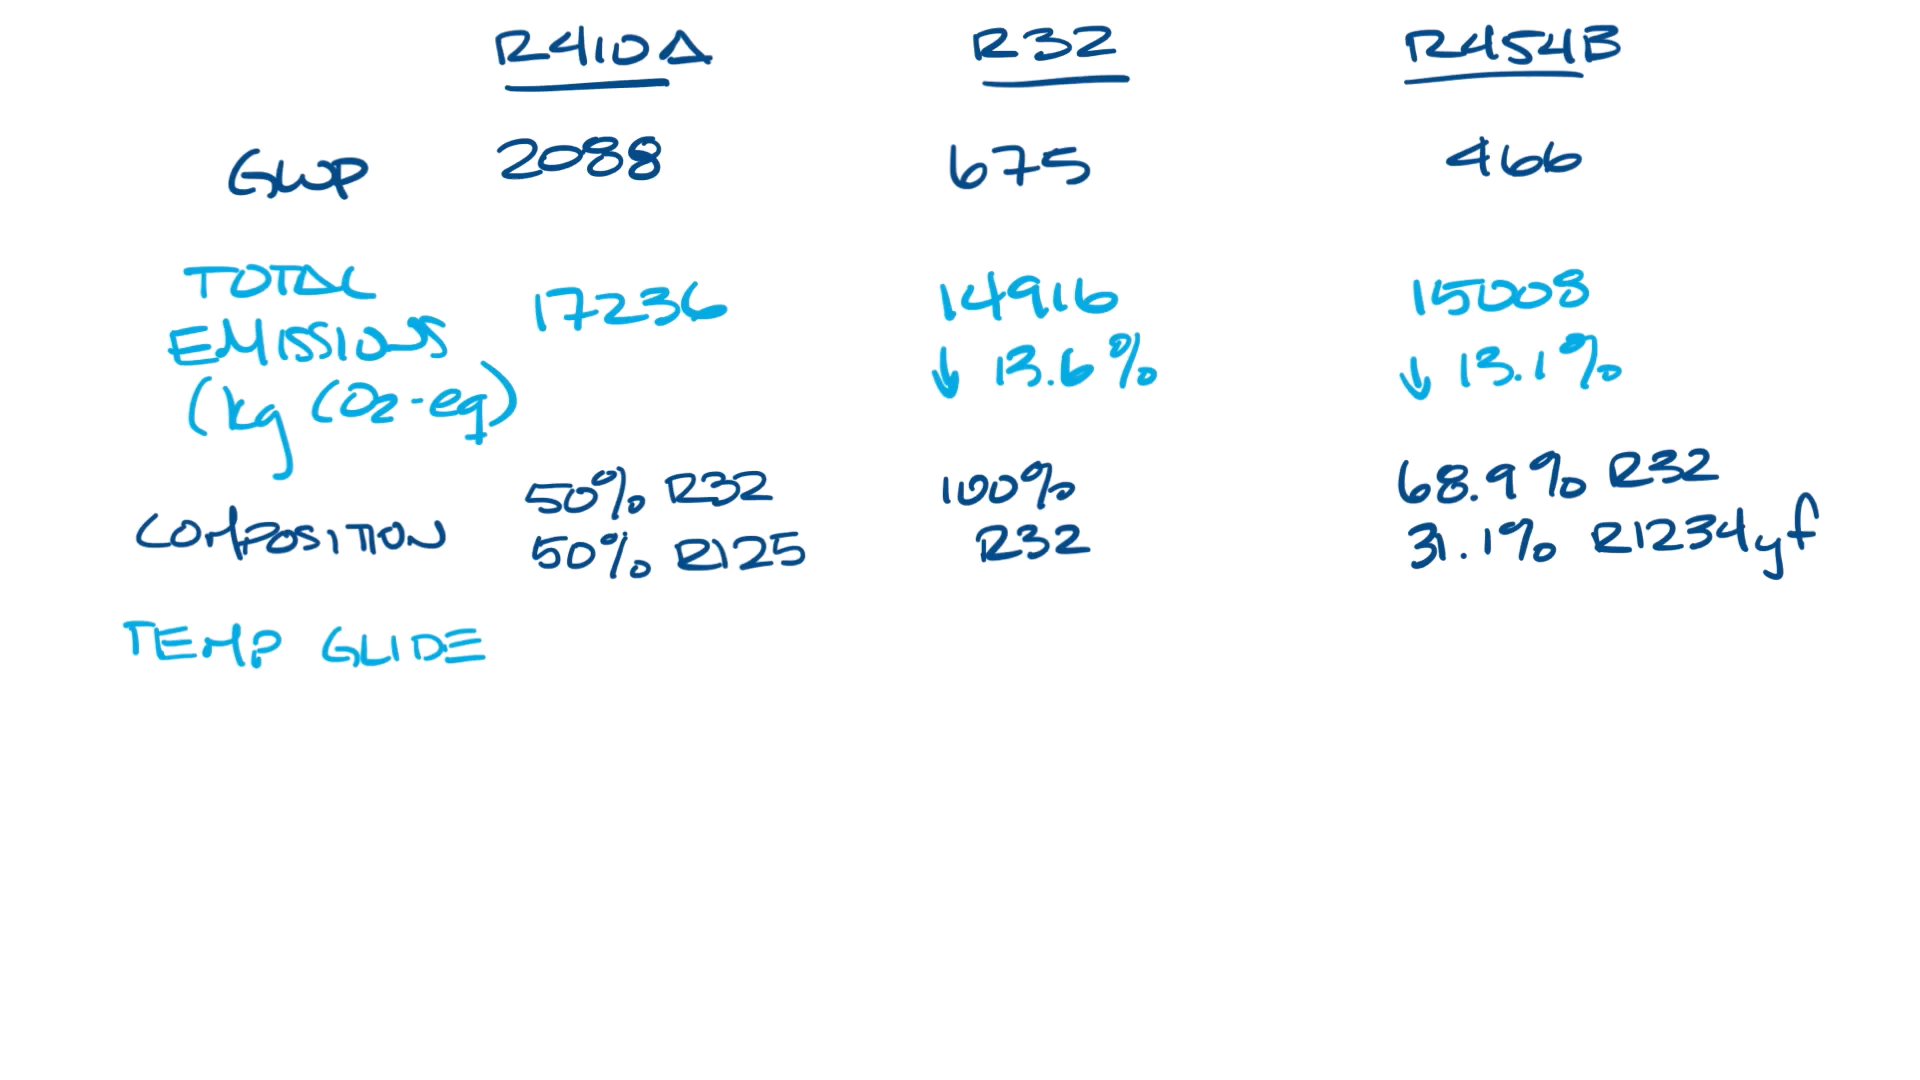 R410A R32 R454B
GWP 2088 675 466
TOTAL
EMISSIONS
(kg CO2-eq) 17236 14916 15008
↓ 13.6% ↓ 13.1%
COMPOSITION 50% R32 100% 68.9% R32
50% R125 R32 31.1% R1234yf
TEMP GLIDE